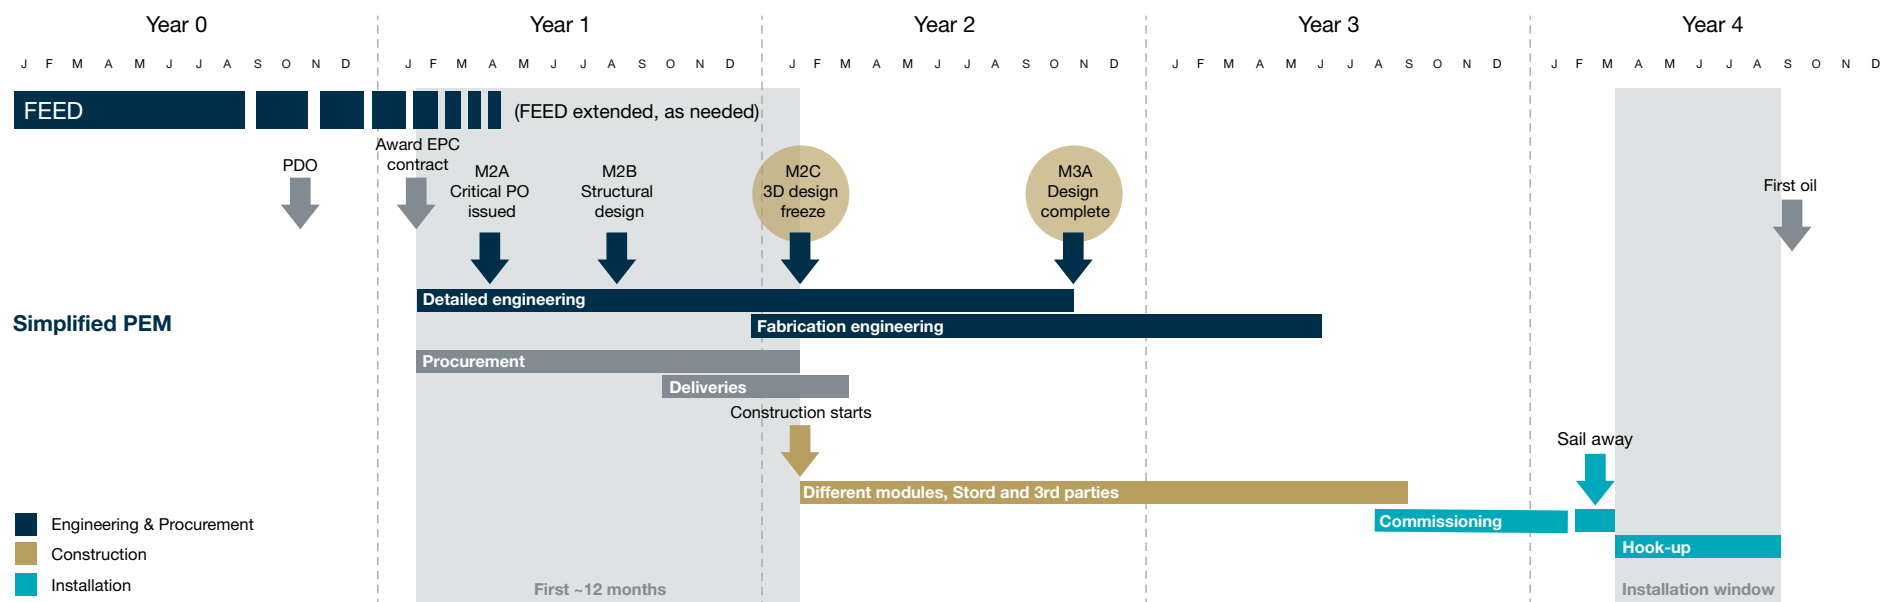 Year 0 Year 1 Year 2 Year 3 Year 4
J F M A M J J A S O N D J F M A M J J A S O N D J F M A M J J A S O N D J F M A M J J A S O N D J F M A M J J A S O N D
FEED (FEED extended, as needed)
Award EPC
contract
PDO
M2A
Critical PO
issued
M2B
Structural
design
M2C
3D design
freeze
M3A
Design
complete
First oil
Detailed engineering
Simplified PEM
Fabrication engineering
Procurement
Deliveries
Construction starts
Sail away
Different modules, Stord and 3rd parties
Commissioning
Hook-up
Engineering & Procurement
Construction
Installation
First ~12 months
Installation window